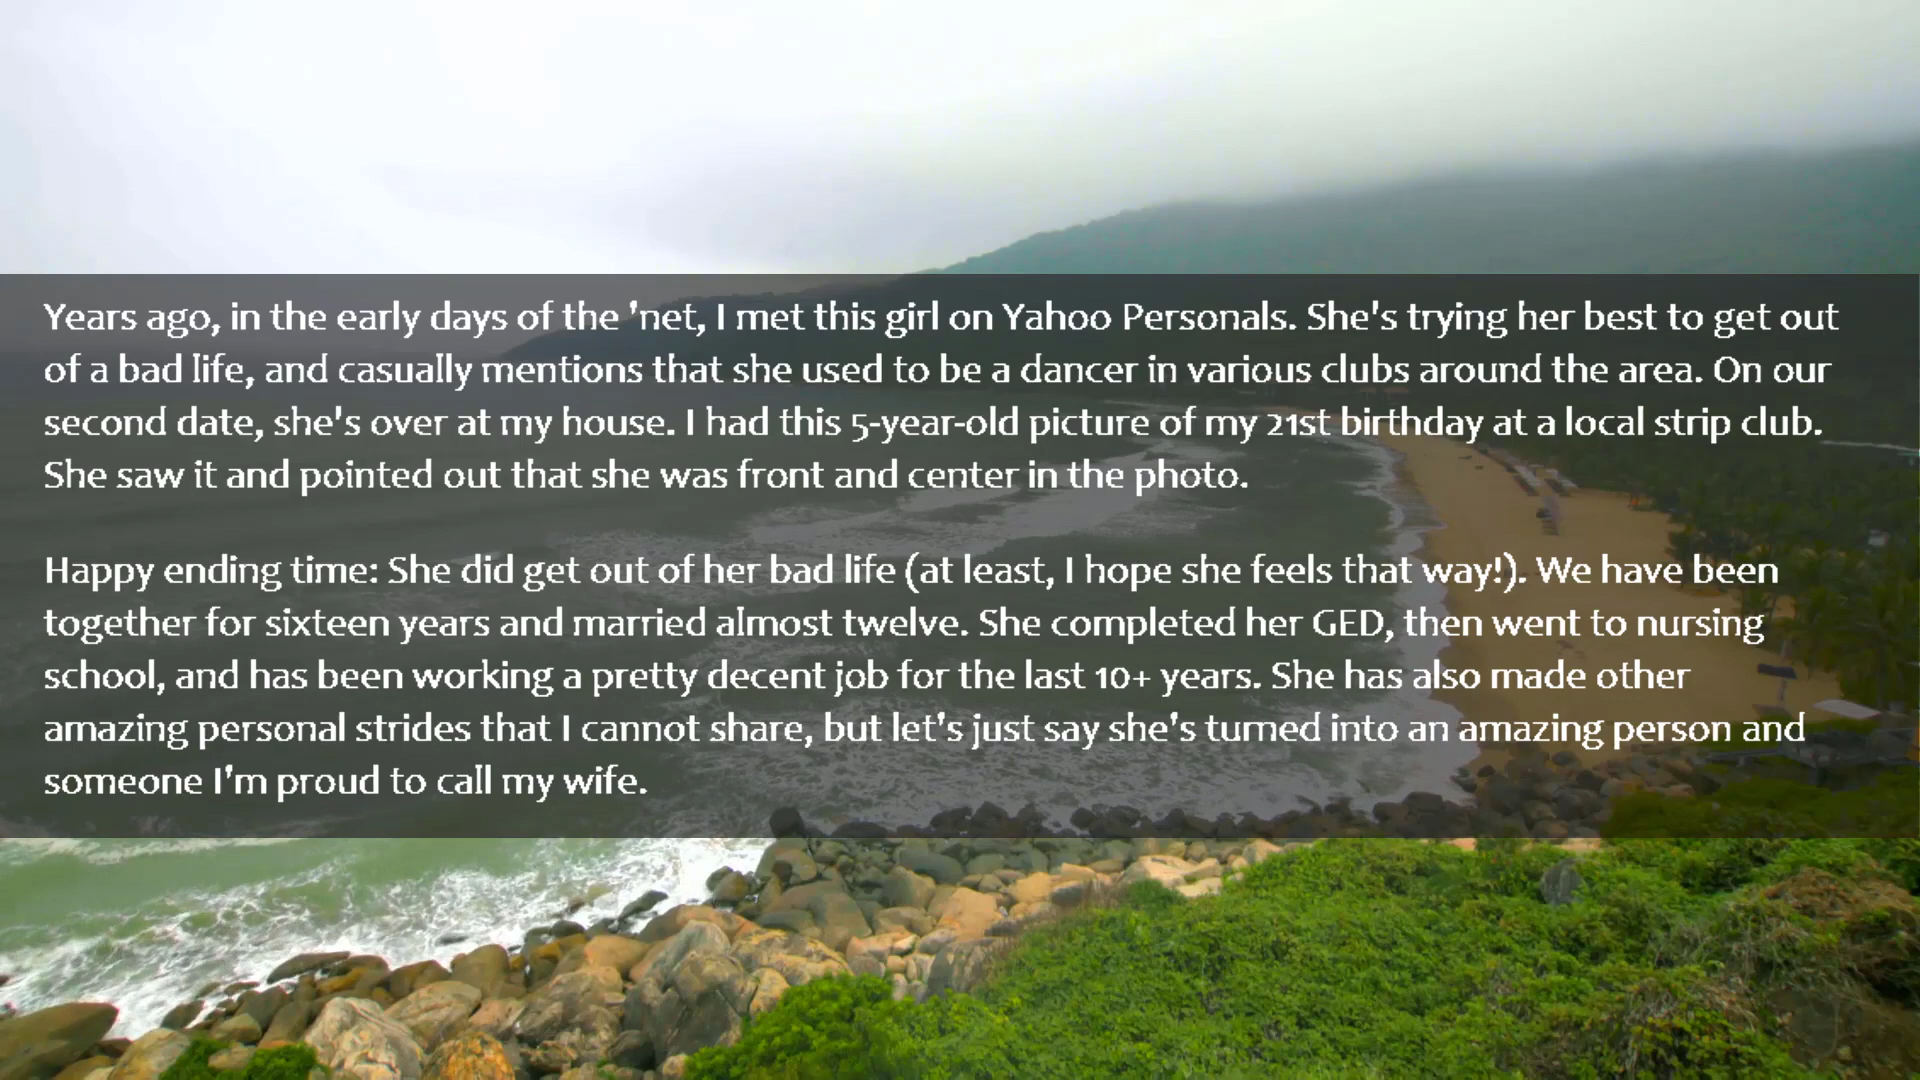 Years ago, in the early days of the 'net, I met this girl on Yahoo Personals. She's trying her best to get out
of a bad life, and casually mentions that she used to be a dancer in various clubs around the area. On our
second date, she's over at my house. I had this 5-year-old picture of my 21st birthday at a local strip club.
She saw it and pointed out that she was front and center in the photo.
Happy ending time: She did get out of her bad life (at least, I hope she feels that way!). We have been
together for sixteen years and married almost twelve. She completed her GED, then went to nursing
school, and has been working a pretty decent job for the last 10+ years. She has also made other
amazing personal strides that I cannot share, but let's just say she's turned into an amazing person and
someone I'm proud to call my wife.